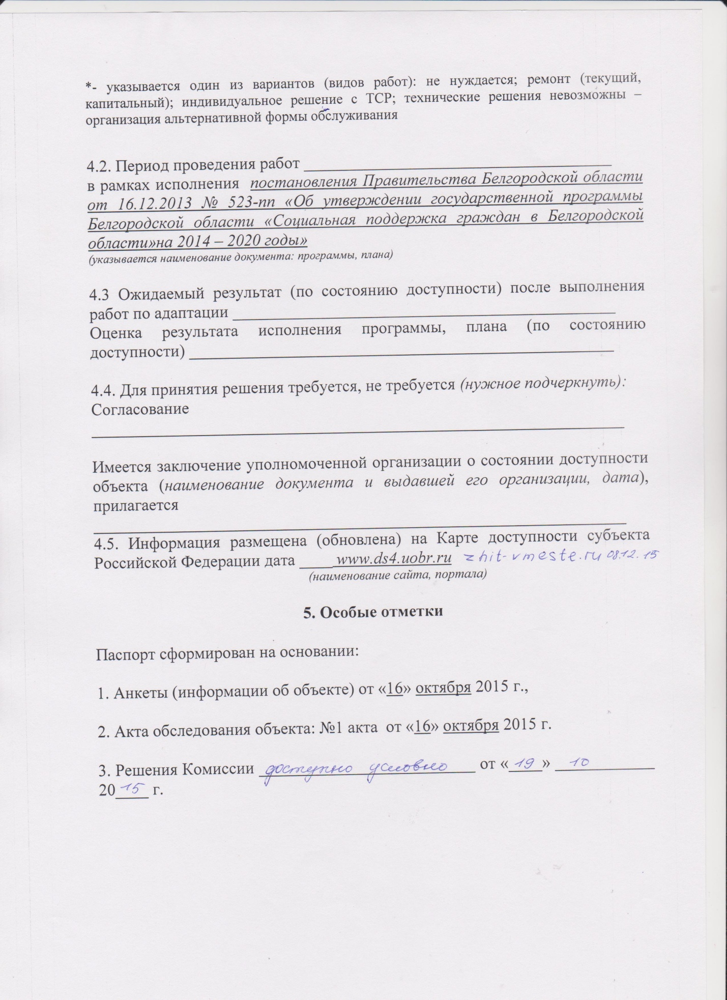 *- указывается один из вариантов (видов работ): не нуждается; ремонт (текущий,
капитальный); индивидуальное решение с ТСР; технические решения невозможны –
организация альтернативной формы обслуживания
4.2. Период проведения работ ____________________
в рамках исполнения постановления Правительства Белгородской области
от 16.12.2013 № 523-пп «Об утверждении государственной программы
Белгородской области «Социальная поддержка граждан в Белгородской
области»на 2014 – 2020 годы»
(указывается наименование документа: программы, плана)
4.3 Ожидаемый результат (по состоянию доступности) после выполнения
работ по адаптации ____________________
Оценка результата исполнения программы, плана (по состоянию
доступности) ____________________
4.4. Для принятия решения требуется, не требуется (нужное подчеркнуть):
Согласование
____________________
Имеется заключение уполномоченной организации о состоянии доступности
объекта (наименование документа и выдавшей его организации, дата),
прилагается
____________________
4.5. Информация размещена (обновлена) на Карте доступности субъекта
Российской Федерации дата ____ www.ds4.uobr.ru zhit-vmeste.ru 08.12.15
(наименование сайта, портала)
5. Особые отметки
Паспорт сформирован на основании:
1. Анкеты (информации об объекте) от «16» октября 2015 г.,
2. Акта обследования объекта: №1 акта от «16» октября 2015 г.
3. Решения Комиссии доступно условно от «19» 10
2015 г.